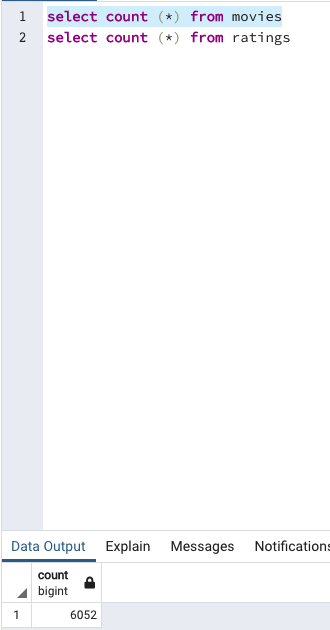 1 select count (*) from movies
2 select count (*) from ratings
Data Output Explain Messages Notifications
count
bigint
1 6052